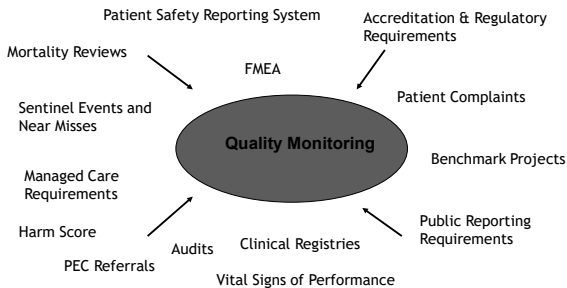 Patient Safety Reporting System
Accreditation & Regulatory
Requirements
Mortality Reviews
FMEA
Patient Complaints
Sentinel Events and
Near Misses
Quality Monitoring
Benchmark Projects
Managed Care
Requirements
Public Reporting
Requirements
Harm Score
Audits
Clinical Registries
PEC Referrals
Vital Signs of Performance